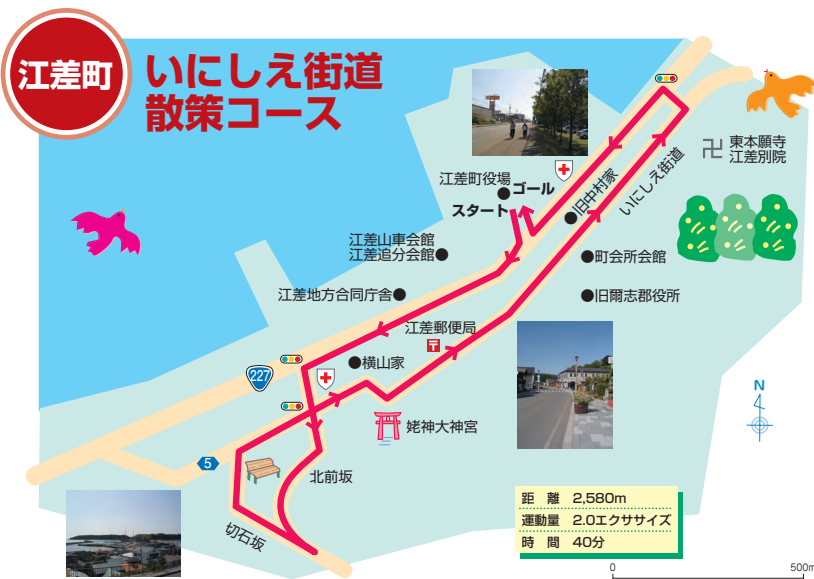 江差町
いにしえ街道
散策コース
東本願寺
江差別院
いにしえ街道
旧中村家
江差町役場
ゴール
スタート
江差山車会館
江差追分会館
町会所会館
江差地方合同庁舎
旧爾志郡役所
江差郵便局
〒
横山家
227
姥神大神宮
5
北前坂
切石坂
N
距 離 2,580m
運動量 2.0エクササイズ
時 間 40分
0 500m